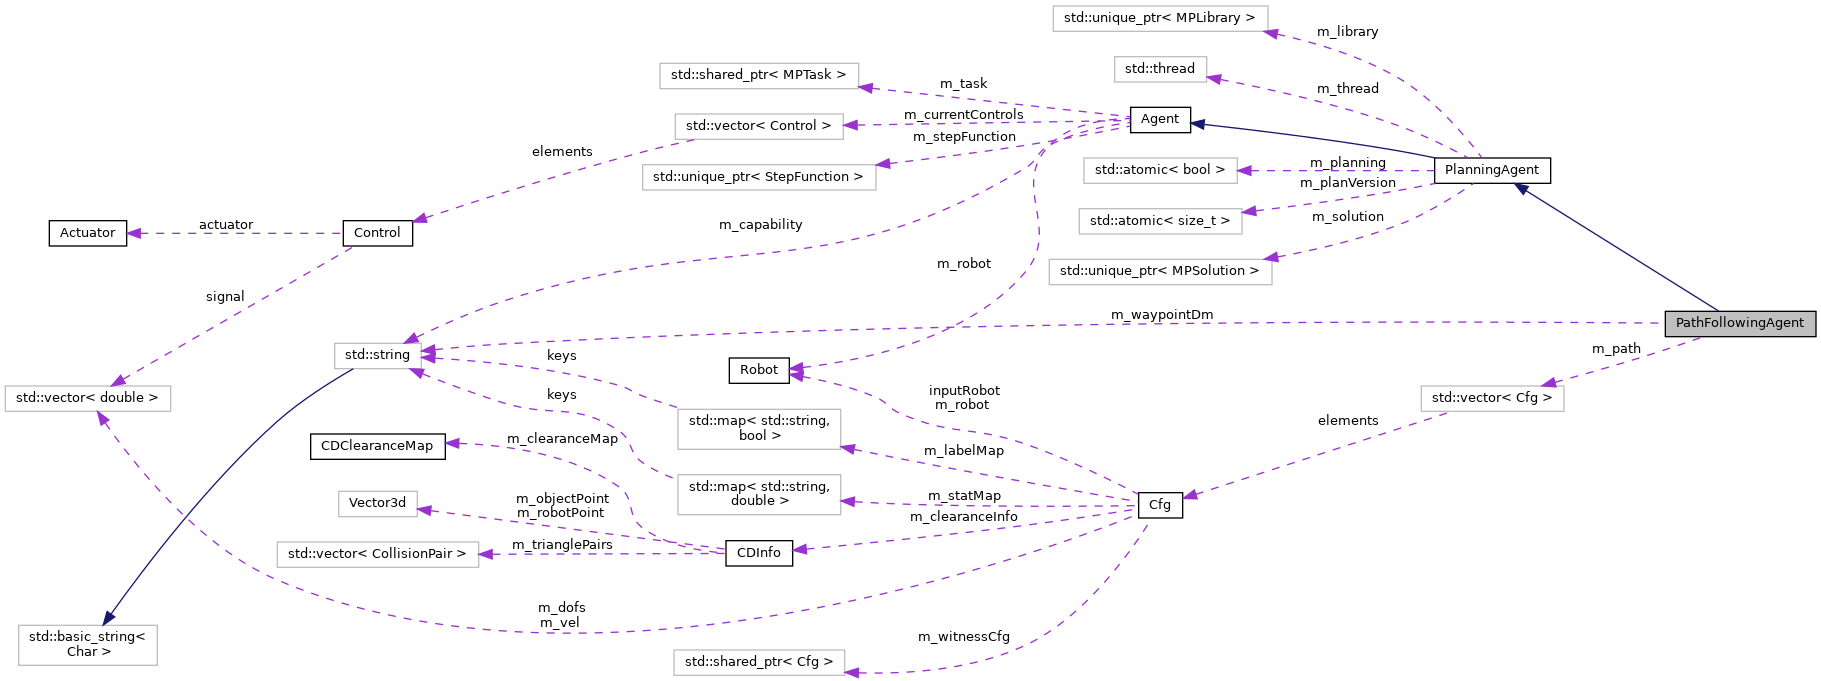 std::unique_ptr< MPLibrary >
m_library
std::shared_ptr< MPTask >
std::thread
m_task
m_thread
std::vector< Control >
m_currentControls
Agent
m_stepFunction
elements
std::unique_ptr< StepFunction >
std::atomic< bool >
m_planning
PlanningAgent
m_planVersion
std::atomic< size_t >
m_solution
Actuator
actuator
Control
m_capability
m_robot
std::unique_ptr< MPSolution >
signal
m_waypointDm
PathFollowingAgent
std::string
keys
Robot
m_path
std::vector< double >
keys
inputRobot
m_robot
std::vector< Cfg >
std::map< std::string,
bool >
elements
CDClearanceMap
m_clearanceMap
m_labelMap
Vector3d
m_objectPoint
m_robotPoint
std::map< std::string,
double >
m_statMap
Cfg
m_clearanceInfo
std::vector< CollisionPair >
m_trianglePairs
CDInfo
m_dofs
m_vel
std::basic_string<
Char >
m_witnessCfg
std::shared_ptr< Cfg >